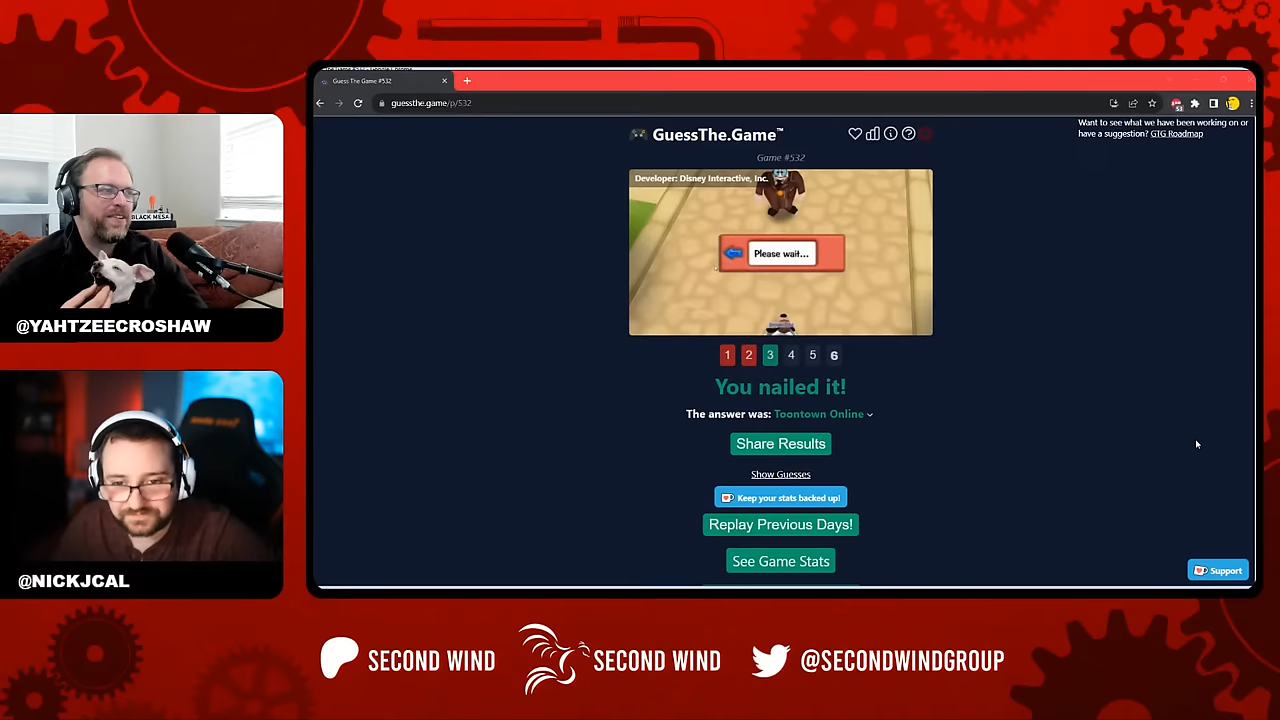 Guess The Game #532
guessthe.game/p/532
53
Want to see what we have been working on or
have a suggestion? GTG Roadmap
GuessThe.Game™
Game #532
Developer: Disney Interactive, Inc.
Please wait...
1 2 3 4 5 6
You nailed it!
The answer was: Toontown Online
Share Results
Show Guesses
Keep your stats backed up!
Replay Previous Days!
See Game Stats
Support
BLACK MESA
@YAHTZEECROSHAW
@NICKJCAL
SECOND WIND
SECOND WIND
@SECONDWINDGROUP